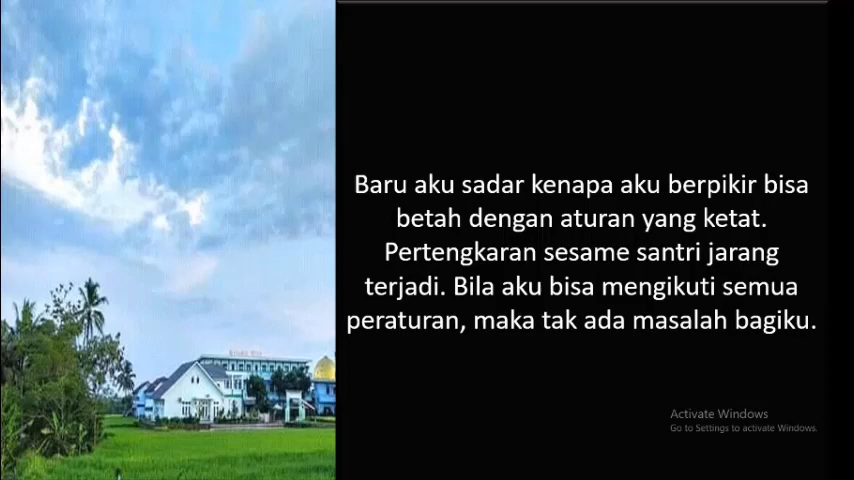 Baru aku sadar kenapa aku berpikir bisa
betah dengan aturan yang ketat.
Pertengkaran sesame santri jarang
terjadi. Bila aku bisa mengikuti semua
peraturan, maka tak ada masalah bagiku.
Activate Windows
Go to Settings to activate Windows.